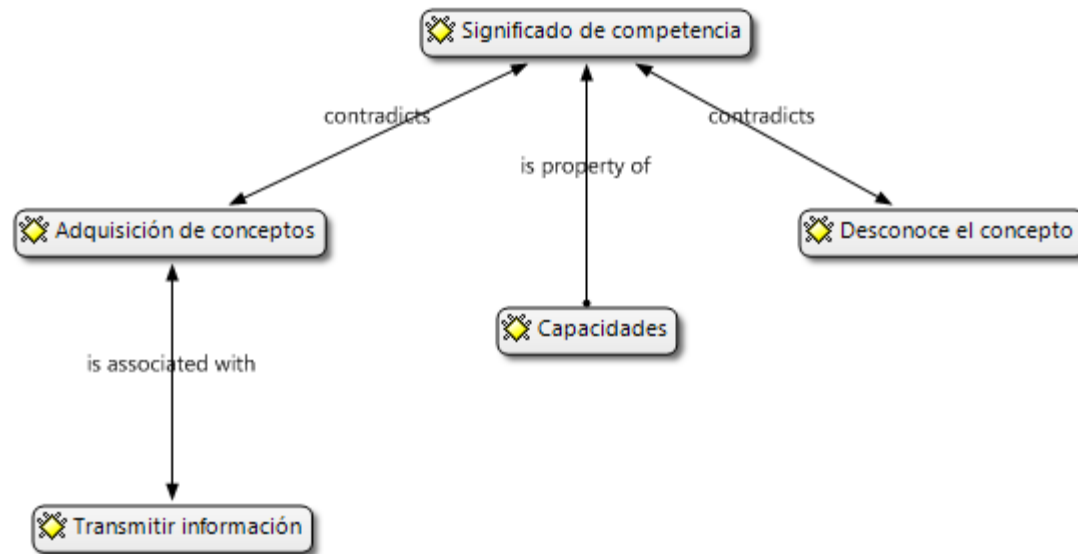 Significado de competencia
contradicts
contradicts
is property of
Adquisición de conceptos
Desconoce el concepto
Capacidades
is associated with
Transmitir información